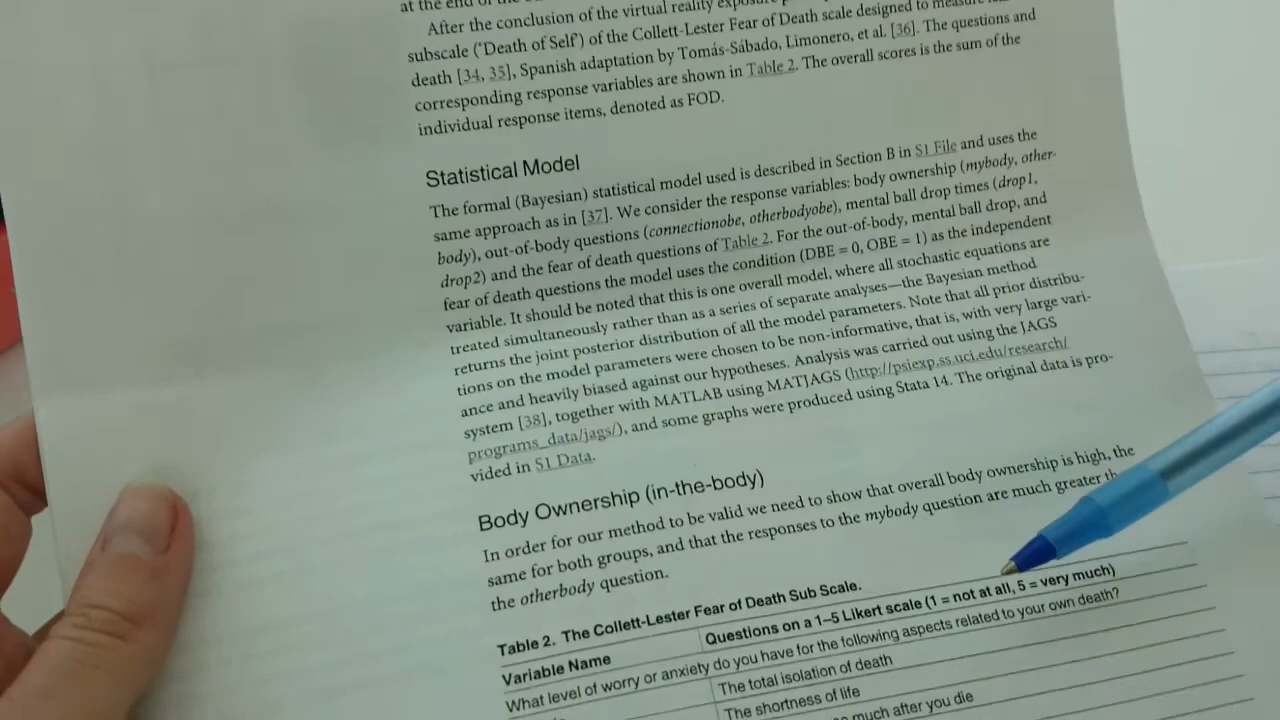 at the end of the
After the conclusion of the virtual reality
subscale ('Death of Self') of the Collett-Lester Fear of Death scale designed to measure
death [34, 35], Spanish adaptation by Tomás-Sábado, Limonero, et al. [36]. The questions and
corresponding response variables are shown in Table 2. The overall scores is the sum of the
individual response items, denoted as FOD.
Statistical Model
The formal (Bayesian) statistical model used is described in Section B in S1 File and uses the
same approach as in [37]. We consider the response variables: body ownership (mybody, other-
body), out-of-body questions (connectionobe, otherbodyobe), mental ball drop times (drop1,
drop2) and the fear of death questions of Table 2. For the out-of-body, mental ball drop, and
fear of death questions the model uses the condition (DBE = 0, OBE = 1) as the independent
variable. It should be noted that this is one overall model, where all stochastic equations are
treated simultaneously rather than as a series of separate analyses—the Bayesian method
returns the joint posterior distribution of all the model parameters. Note that all prior distribu-
tions on the model parameters were chosen to be non-informative, that is, with very large vari-
ance and heavily biased against our hypotheses. Analysis was carried out using the JAGS
system [38], together with MATLAB using MATJAGS (http://psiexp.ss.uci.edu/research/
programs_data/jags/), and some graphs were produced using Stata 14. The original data is pro-
vided in S1 Data.
Body Ownership (in-the-body)
In order for our method to be valid we need to show that overall body ownership is high, the
same for both groups, and that the responses to the mybody question are much greater
the otherbody question.
Table 2. The Collett-Lester Fear of Death Sub Scale.
Variable Name Questions on a 1–5 Likert scale (1 = not at all, 5 = very much)
What level of worry or anxiety do you have for the following aspects related to your own death?
The total isolation of death
The shortness of life
much after you die